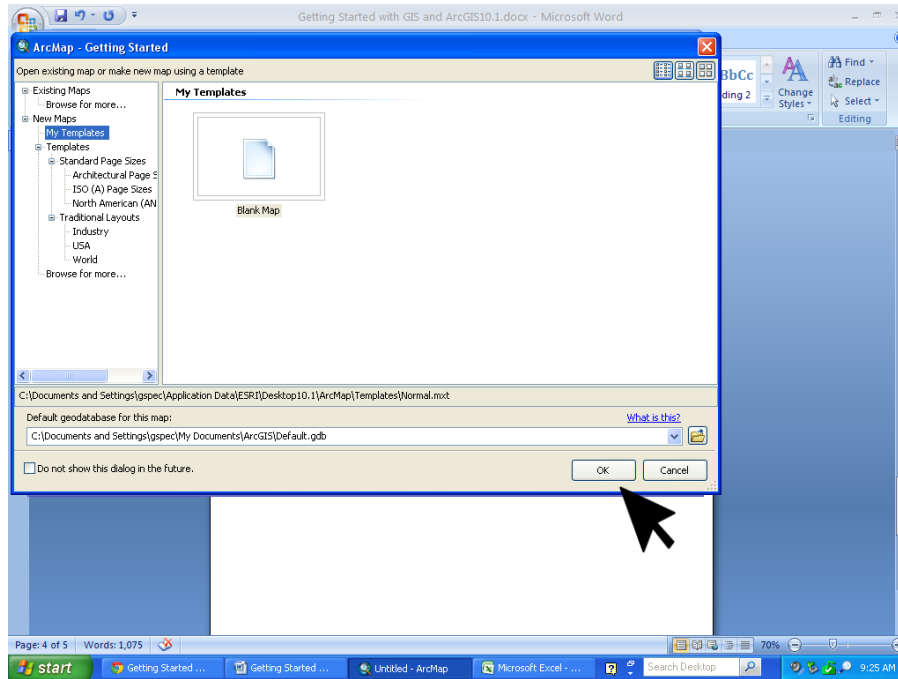 Getting Started with GIS and ArcGIS10.1.docx - Microsoft Word
ArcMap - Getting Started
Open existing map or make new map using a template
Existing Maps
Browse for more...
New Maps
My Templates
Templates
Standard Page Sizes
Architectural Page S
ISO (A) Page Sizes
North American (AN
Traditional Layouts
Industry
USA
World
Browse for more...
My Templates
Blank Map
C:\Documents and Settings\gspec\Application Data\ESRI\Desktop10.1\ArcMap\Templates\Normal.mxt
Default geodatabase for this map:
What is this?
C:\Documents and Settings\gspec\My Documents\ArcGIS\Default.gdb
Do not show this dialog in the future.
OK
Cancel
BbCc
ding 2
Change
Styles
Find
Replace
Select
Editing
Page: 4 of 5
Words: 1,075
70%
start
Getting Started ...
Getting Started ...
Untitled - ArcMap
Microsoft Excel - ...
Search Desktop
9:25 AM